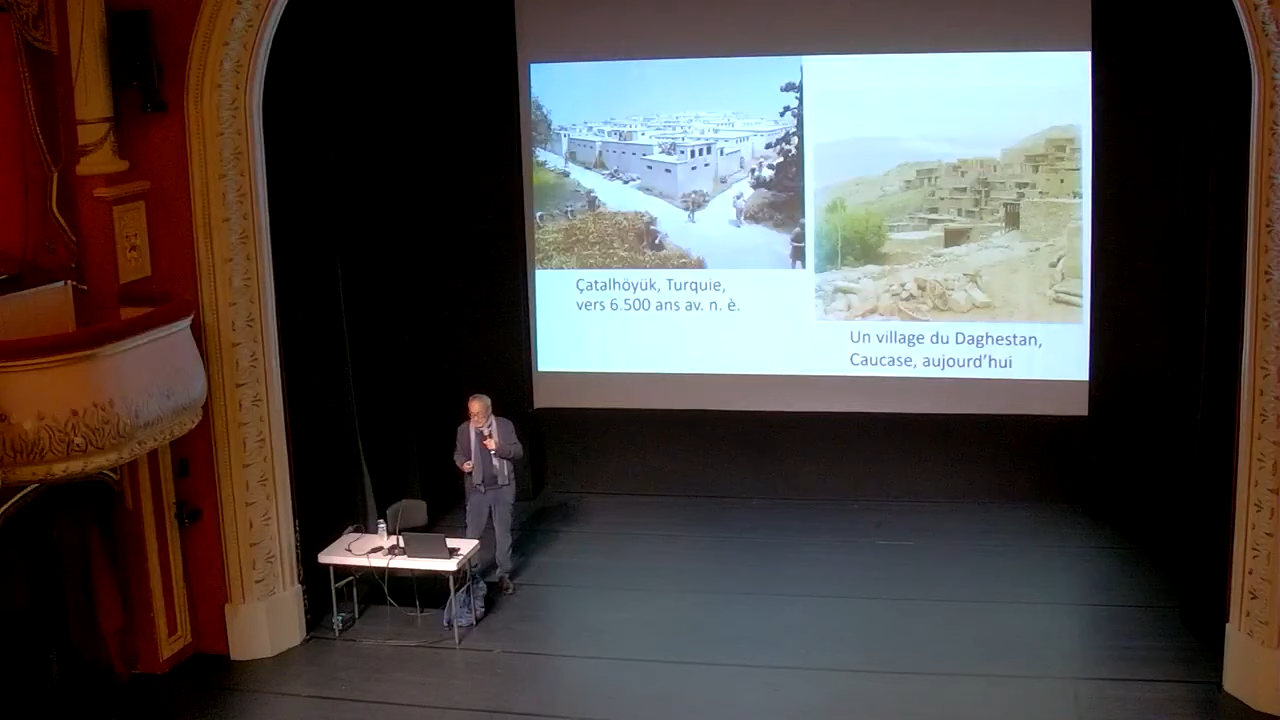 Çatalhöyük, Turquie,
vers 6.500 ans av. n. è.
Un village du Daghestan,
Caucase, aujourd'hui